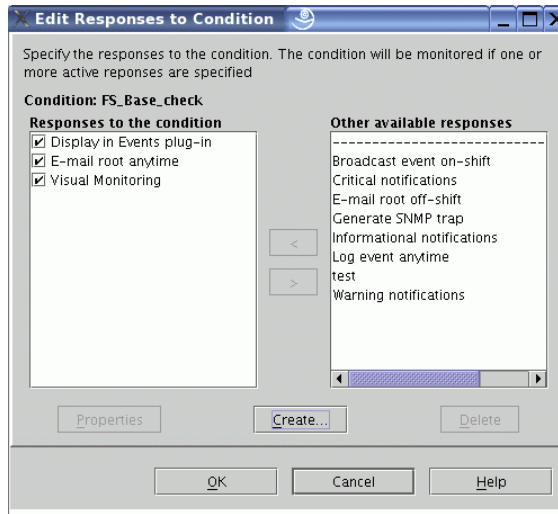 Edit Responses to Condition
Specify the responses to the condition. The condition will be monitored if one or
more active reponses are specified
Condition: FS_Base_check
Responses to the condition
Display in Events plug-in
E-mail root anytime
Visual Monitoring
<
>
Other available responses
-----------------------------
Broadcast event on-shift
Critical notifications
E-mail root off-shift
Generate SNMP trap
Informational notifications
Log event anytime
test
Warning notifications
Properties
Create...
Delete
OK
Cancel
Help